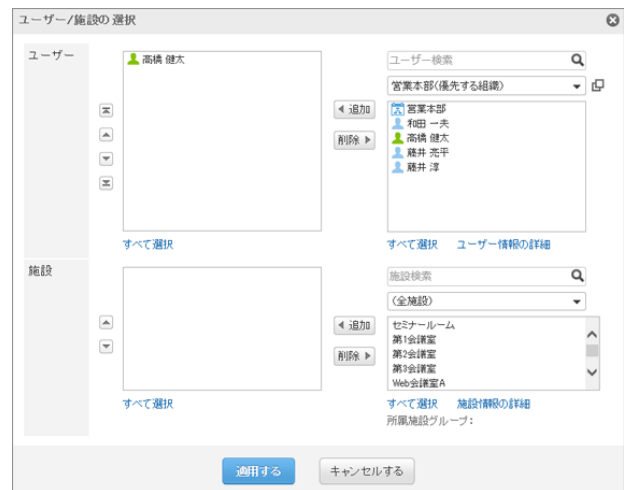 ユーザー/施設の選択
ユーザー
高橋 健太
ユーザー検索
営業本部(優先する組織)
追加
削除
営業本部
和田 一夫
高橋 健太
藤井 亮平
藤井 淳
すべて選択
すべて選択 ユーザー情報の詳細
施設
施設検索
(全施設)
追加
削除
セミナールーム
第1会議室
第2会議室
第3会議室
Web会議室A
すべて選択
すべて選択 施設情報の詳細
所属施設グループ:
適用する キャンセルする